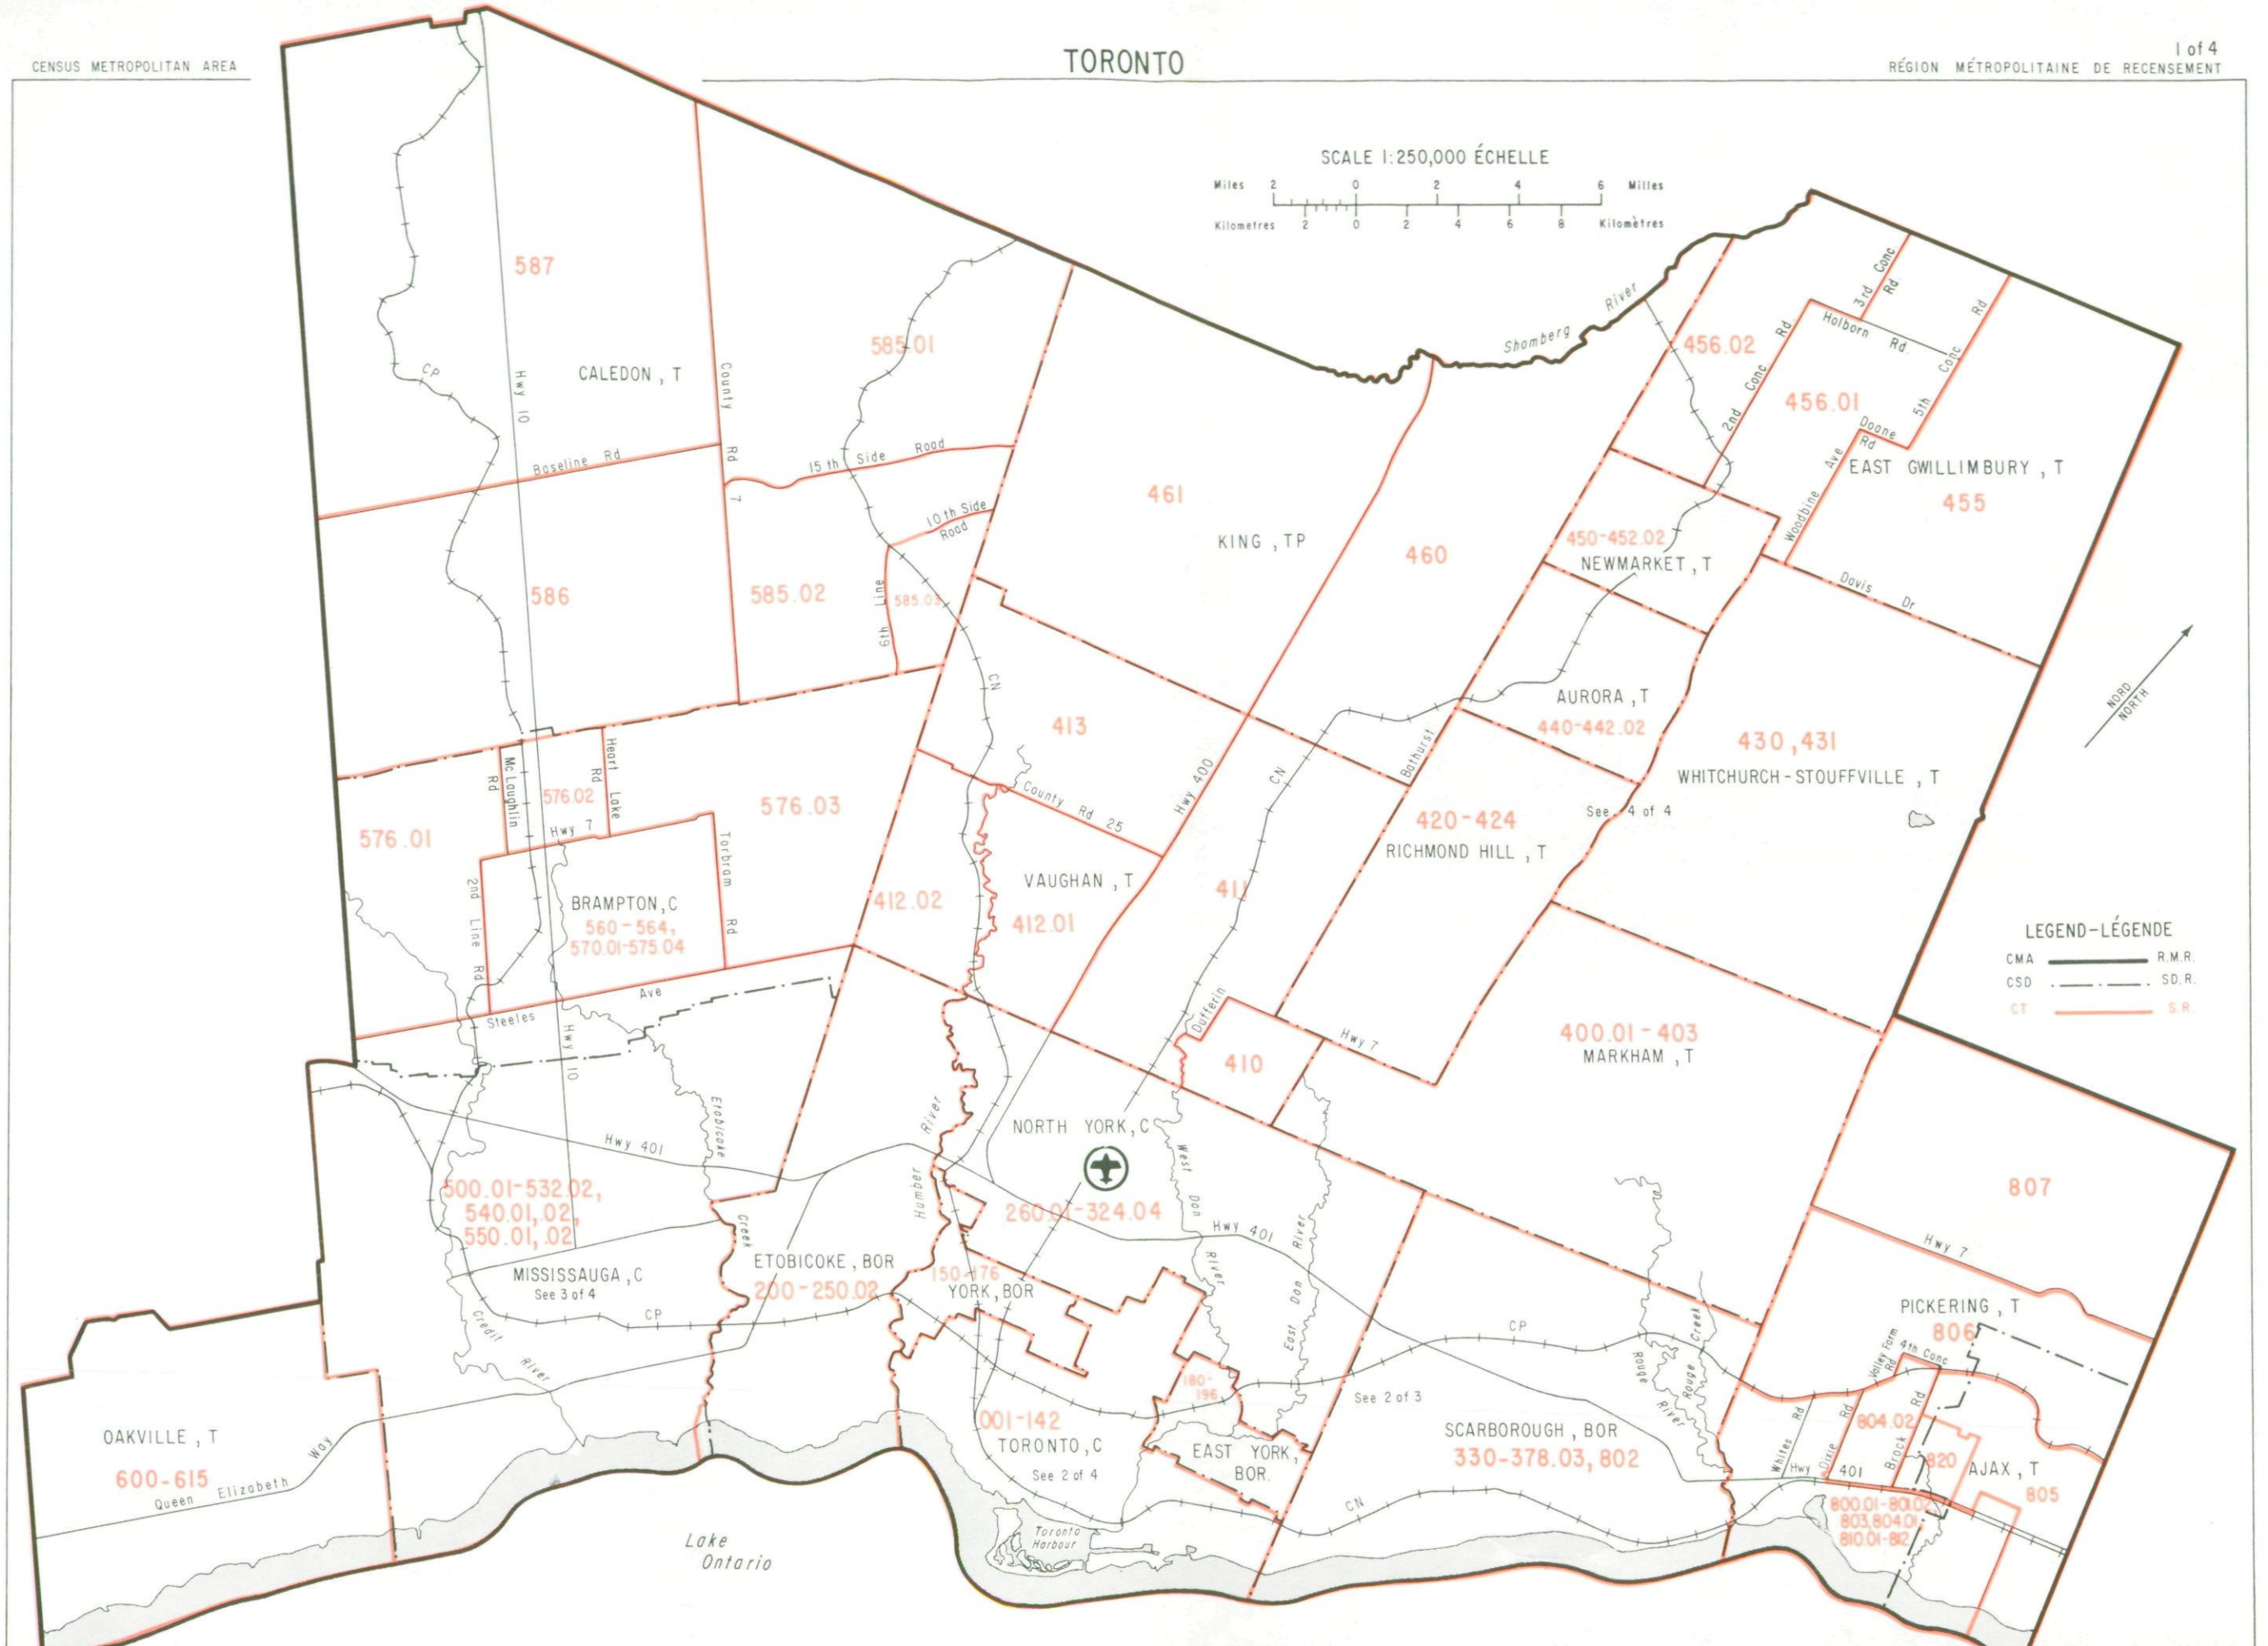 CENSUS METROPOLITAN AREA
TORONTO
1 of 4
RÉGION MÉTROPOLITAINE DE RECENSEMENT
SCALE 1:250,000 ÉCHELLE
Miles 2 0 2 4 6 Milles
Kilometres 2 0 2 4 6 8 Kilomètres
587
CALEDON , T
CP
Hwy 10
County Rd 7
Baseline Rd
585.01
15 th Side Road
10 th Side Road
586
585.02
6th Line
585.03
461
KING , TP
460
Shomberg River
456.02
3rd Conc Rd
Holborn Rd
2nd Conc Rd
456.01
5th Conc Rd
Doane Rd
Woodbine Ave
EAST GWILLIMBURY , T
455
450-452.02
NEWMARKET , T
Davis Dr
NORD
NORTH
CN
413
AURORA , T
440-442.02
430 ,431
WHITCHURCH-STOUFFVILLE , T
Bathurst
CN
Hwy 400
County Rd 25
McLaughlin Rd
576.02
Heart Lake Rd
Hwy 7
576.03
576.01
Torbram Rd
2nd Line Rd
BRAMPTON, C
560-564,
570.01-575.04
412.02
VAUGHAN , T
412.01
411
420-424
RICHMOND HILL , T
See 4 of 4
LEGEND-LÉGENDE
CMA R.M.R.
CSD SD.R.
CT S.R.
Steeles Ave
Hwy 10
Dufferin
410
Hwy 7
400.01-403
MARKHAM , T
Etobicoke Creek
Hwy 401
Humber River
NORTH YORK, C
260.01-324.04
West Don River
Hwy 401
East Don River
807
Hwy 7
500.01-532.02,
540.01,.02,
550.01,.02
MISSISSAUGA , C
See 3 of 4
Credit River
CP
ETOBICOKE, BOR
200-250.02
150-176
YORK, BOR
180-196
001-142
TORONTO, C
See 2 of 4
EAST YORK, BOR.
See 2 of 3
CP
SCARBOROUGH , BOR
330-378.03, 802
CN
Rouge River
Rouge Creek
PICKERING , T
806
Valley Farm Rd
4th Conc
Whites Rd
Dixie Rd
804.02
Brock Rd
Hwy 401
820
AJAX , T
805
800.01-801.02
803,804.01,
810.01-812
OAKVILLE , T
600-615
Queen Elizabeth Way
Lake Ontario
Toronto Harbour